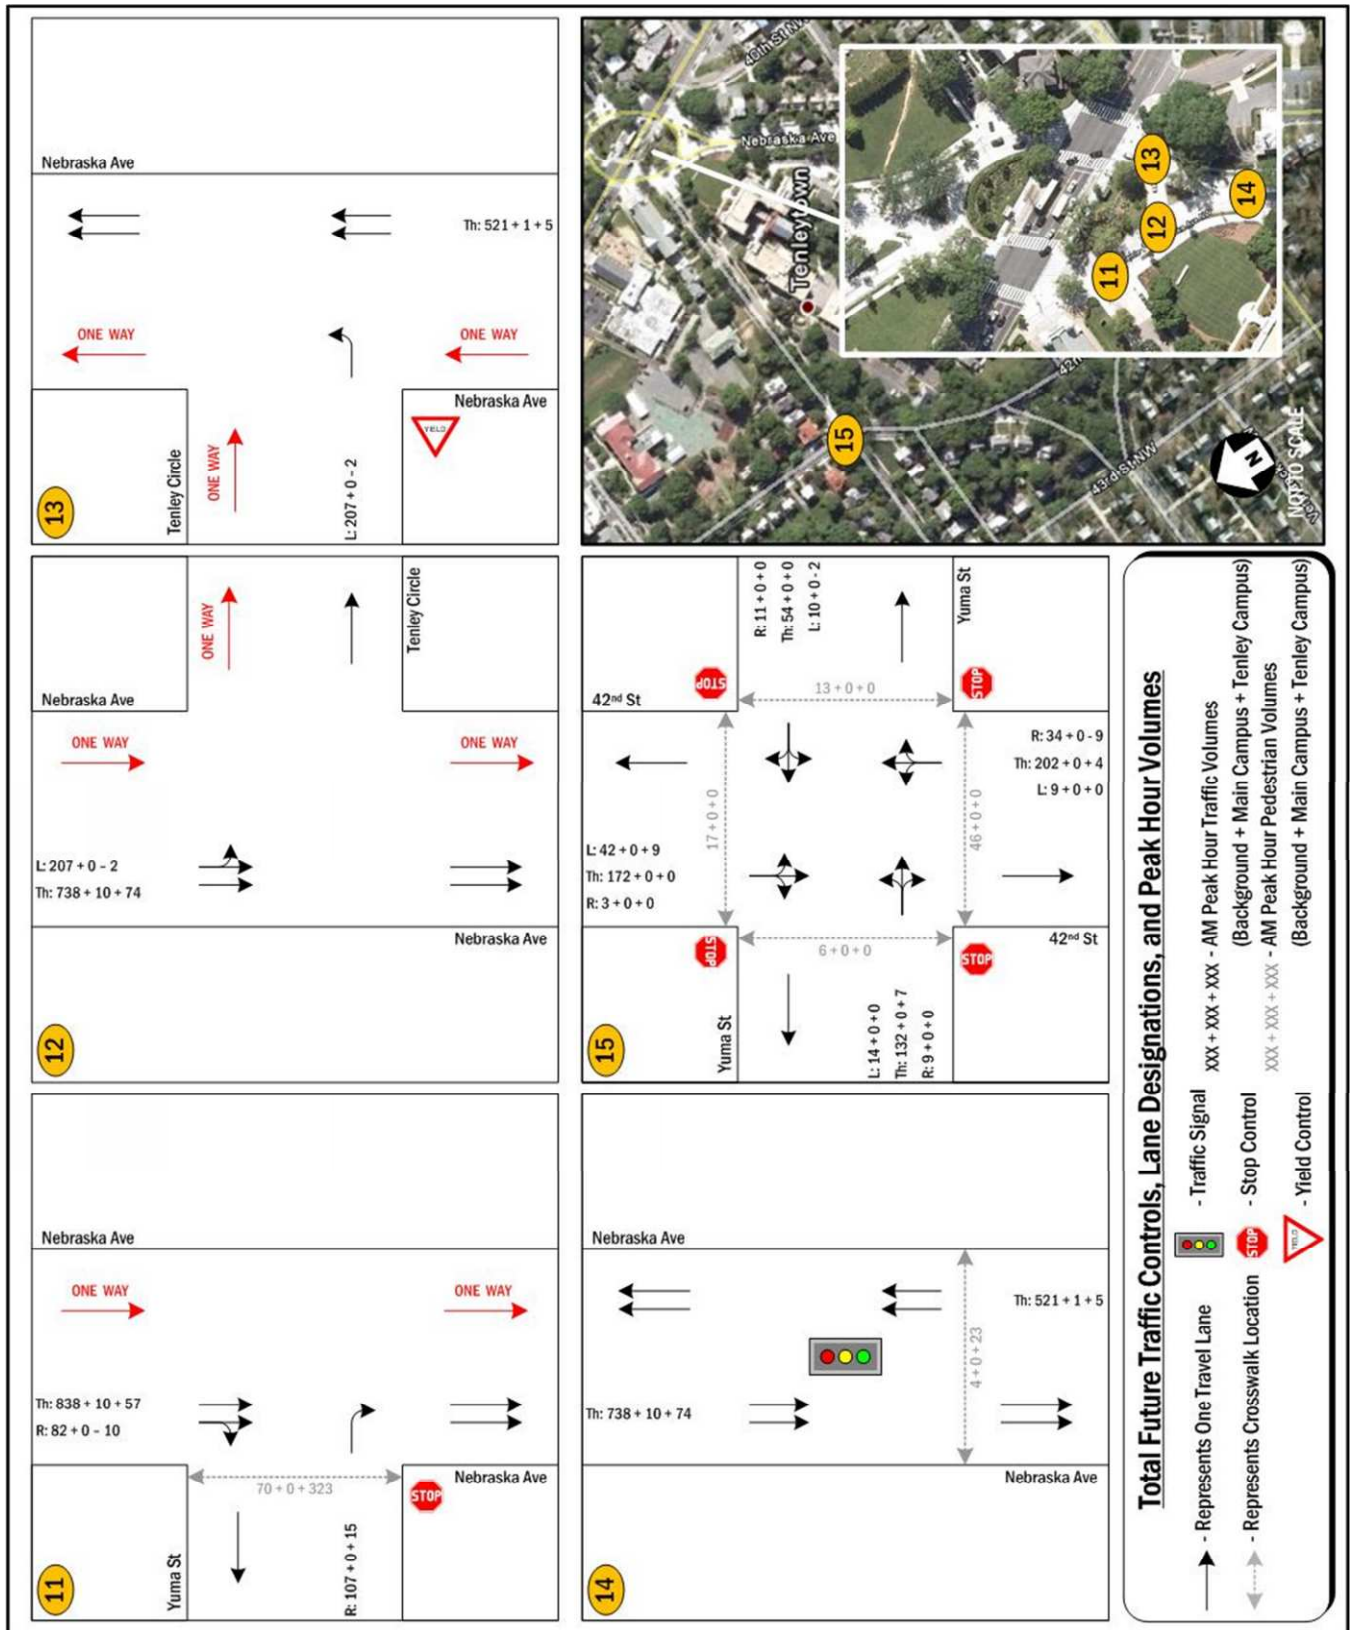 11
Nebraska Ave
ONE WAY
ONE WAY
Th: 838 + 10 + 57
R: 82 + 0 – 10
70 + 0 + 323
STOP
Nebraska Ave
Yuma St
R: 107 + 0 + 15
12
Nebraska Ave
ONE WAY
ONE WAY
ONE WAY
Tenley Circle
L: 207 + 0 – 2
Th: 738 + 10 + 74
Nebraska Ave
13
Nebraska Ave
Th: 521 + 1 + 5
ONE WAY
ONE WAY
ONE WAY
Nebraska Ave
YIELD
Tenley Circle
L: 207 + 0 – 2
14
Nebraska Ave
Th: 521 + 1 + 5
4 + 0 + 23
Th: 738 + 10 + 74
Nebraska Ave
15
42nd St
STOP
R: 11 + 0 + 0
Th: 54 + 0 + 0
L: 10 + 0 - 2
Yuma St
STOP
13 + 0 + 0
17 + 0 + 0
46 + 0 + 0
6 + 0 + 0
R: 34 + 0 - 9
Th: 202 + 0 + 4
L: 9 + 0 + 0
L: 42 + 0 + 9
Th: 172 + 0 + 0
R: 3 + 0 + 0
STOP
STOP
42nd St
Yuma St
L: 14 + 0 + 0
Th: 132 + 0 + 7
R: 9 + 0 + 0
40th St NW
Nebraska Ave
Tenleytown
43rd St NW
42n
11
12
13
14
15
N
NOT TO SCALE
Total Future Traffic Controls, Lane Designations, and Peak Hour Volumes
- Represents One Travel Lane
- Represents Crosswalk Location
- Traffic Signal
STOP
- Stop Control
YIELD
- Yield Control
XXX + XXX + XXX - AM Peak Hour Traffic Volumes
(Background + Main Campus + Tenley Campus)
XXX + XXX + XXX - AM Peak Hour Pedestrian Volumes
(Background + Main Campus + Tenley Campus)